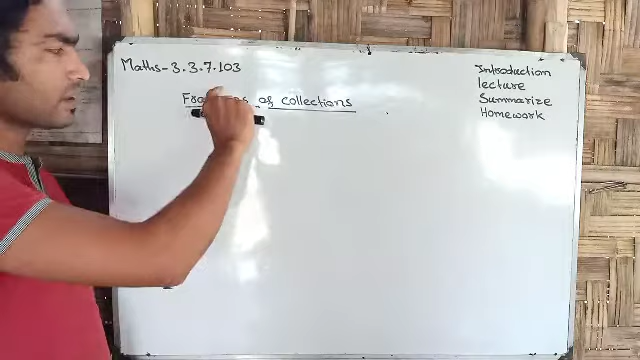 Maths - 3.3.7.103
of collections
Introduction
lecture
Summarize
Homework